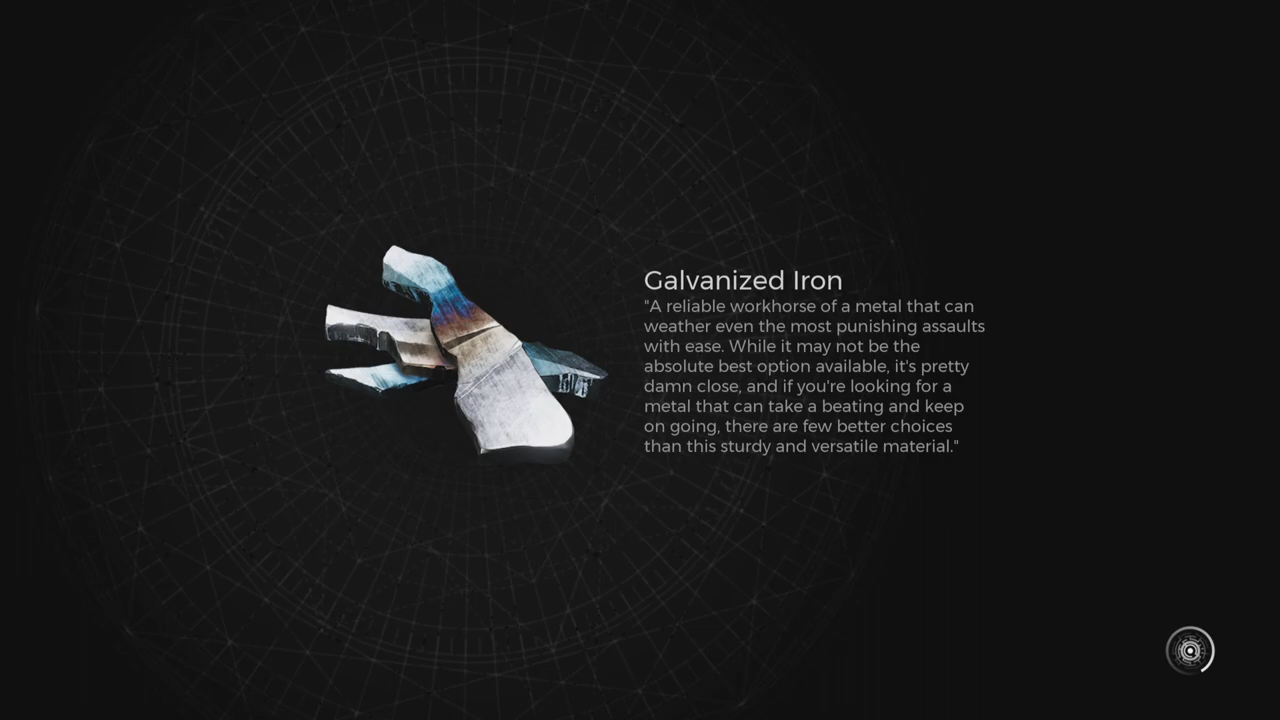 Galvanized Iron
"A reliable workhorse of a metal that can
weather even the most punishing assaults
with ease. While it may not be the
absolute best option available, it's pretty
damn close, and if you're looking for a
metal that can take a beating and keep
on going, there are few better choices
than this sturdy and versatile material."